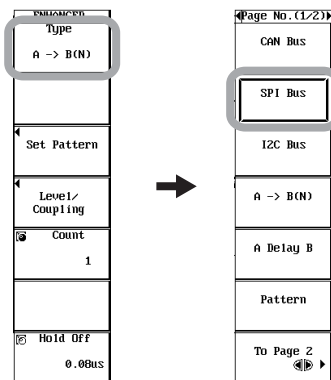 ENHANCED
Type
A -> B(N)
Set Pattern
Level/
Coupling
Count
1
Hold Off
0.08us
Page No.(1/2)
CAN Bus
SPI Bus
I2C Bus
A -> B(N)
A Delay B
Pattern
To Page 2